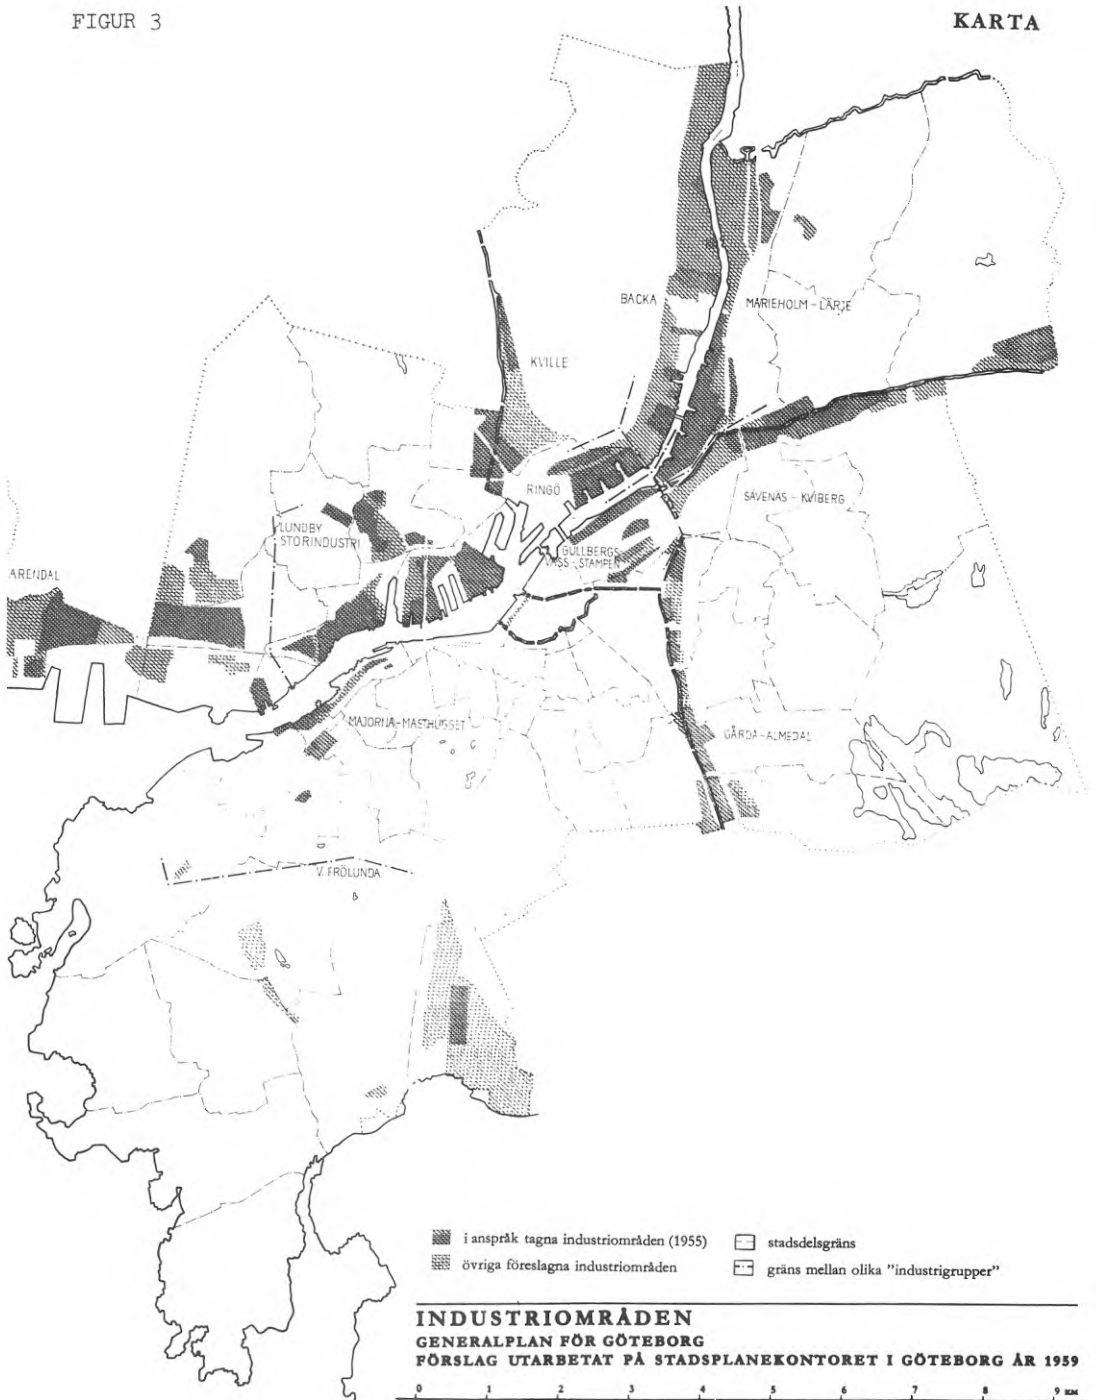 FIGUR 3
KARTA
BACKA
MARIEHOLM-LÄRJE
KVILLE
RINGÖ
SÄVENÄS - KVIBERG
LUNDBY
STORINDUSTRI
GULLBERGS
VASS-STAMPEN
ARENDAL
MAJORNA-MASTHUGGET
GÅRDA-ALMEDAL
V. FRÖLUNDA
i anspråk tagna industriområden (1955)
övriga föreslagna industriområden
stadsdelsgräns
gräns mellan olika "industrigrupper"
INDUSTRIOMRÅDEN
GENERALPLAN FÖR GÖTEBORG
FÖRSLAG UTARBETAT PÅ STADSPLANEKONTORET I GÖTEBORG ÅR 1959
0 1 2 3 4 5 6 7 8 9 KM